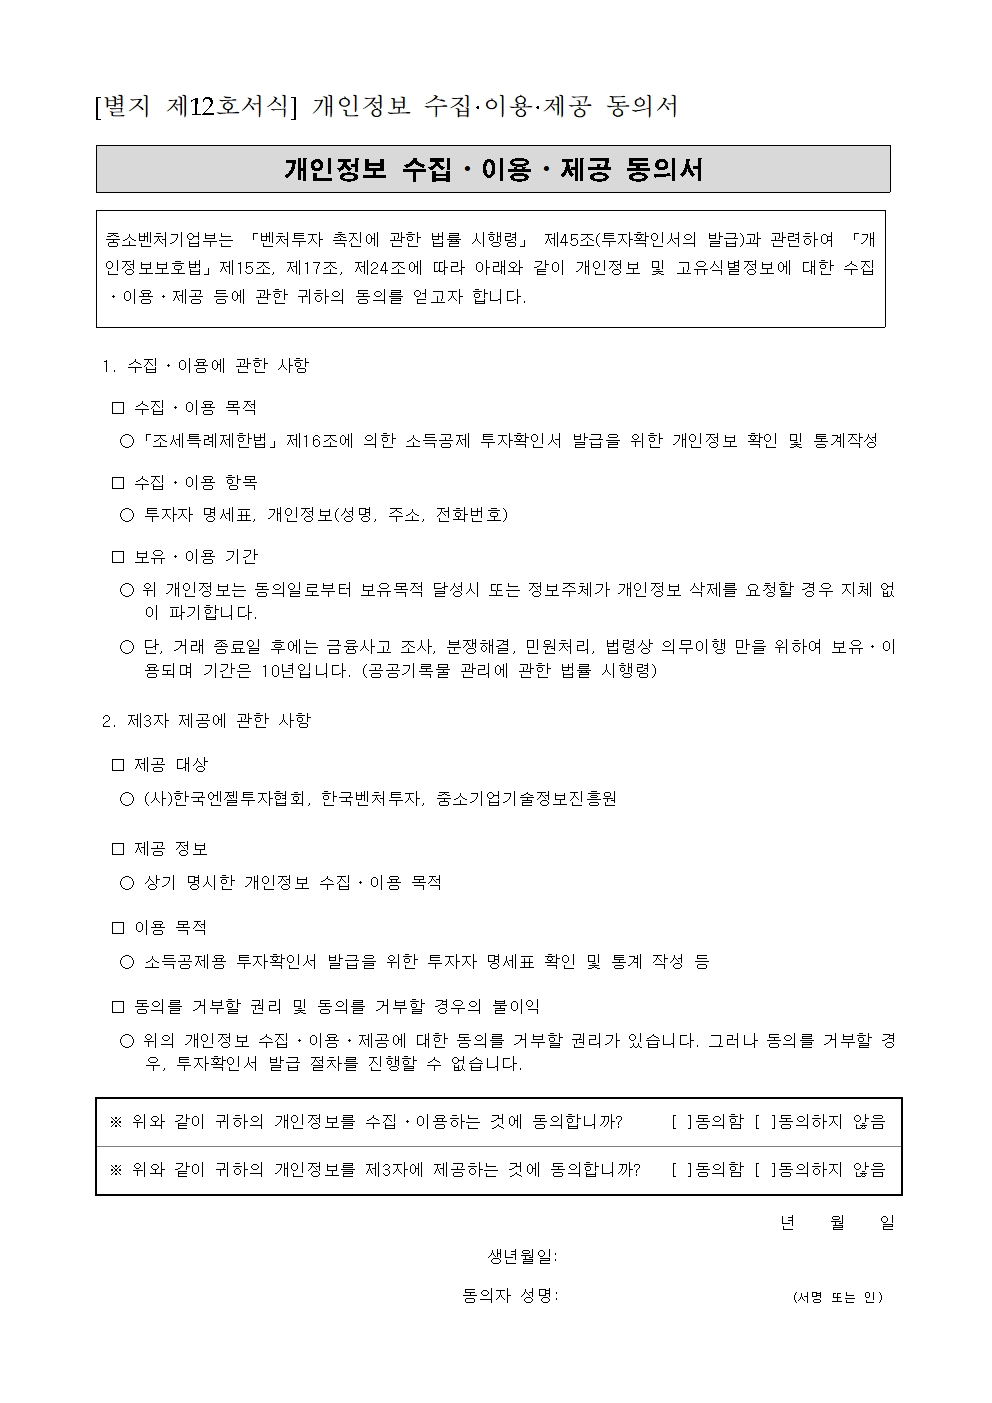 [별지 제12호서식] 개인정보 수집·이용·제공 동의서
개인정보 수집・이용・제공 동의서
중소벤처기업부는 「벤처투자 촉진에 관한 법률 시행령」 제45조(투자확인서의 발급)과 관련하여 「개
인정보보호법」제15조, 제17조, 제24조에 따라 아래와 같이 개인정보 및 고유식별정보에 대한 수집
・이용・제공 등에 관한 귀하의 동의를 얻고자 합니다.
1. 수집・이용에 관한 사항
□ 수집・이용 목적
○「조세특례제한법」제16조에 의한 소득공제 투자확인서 발급을 위한 개인정보 확인 및 통계작성
□ 수집・이용 항목
○ 투자자 명세표, 개인정보(성명, 주소, 전화번호)
□ 보유・이용 기간
○ 위 개인정보는 동의일로부터 보유목적 달성시 또는 정보주체가 개인정보 삭제를 요청할 경우 지체 없
이 파기합니다.
○ 단, 거래 종료일 후에는 금융사고 조사, 분쟁해결, 민원처리, 법령상 의무이행 만을 위하여 보유・이
용되며 기간은 10년입니다. (공공기록물 관리에 관한 법률 시행령)
2. 제3자 제공에 관한 사항
□ 제공 대상
○ (사)한국엔젤투자협회, 한국벤처투자, 중소기업기술정보진흥원
□ 제공 정보
○ 상기 명시한 개인정보 수집・이용 목적
□ 이용 목적
○ 소득공제용 투자확인서 발급을 위한 투자자 명세표 확인 및 통계 작성 등
□ 동의를 거부할 권리 및 동의를 거부할 경우의 불이익
○ 위의 개인정보 수집・이용・제공에 대한 동의를 거부할 권리가 있습니다. 그러나 동의를 거부할 경
우, 투자확인서 발급 절차를 진행할 수 없습니다.
※ 위와 같이 귀하의 개인정보를 수집・이용하는 것에 동의합니까? [ ]동의함 [ ]동의하지 않음
※ 위와 같이 귀하의 개인정보를 제3자에 제공하는 것에 동의합니까? [ ]동의함 [ ]동의하지 않음
년 월 일
생년월일:
동의자 성명: (서명 또는 인)